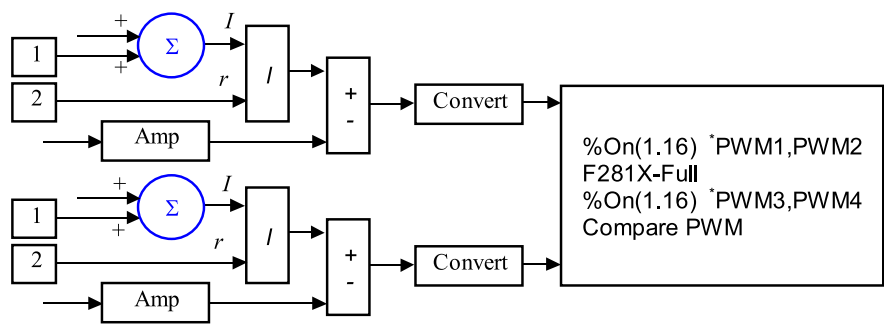 +
I
1
Σ
+
r
/
2
+
-
Convert
Amp
%On(1.16) *PWM1,PWM2
F281X-Full
%On(1.16) *PWM3,PWM4
Compare PWM
+
I
1
Σ
+
r
/
2
+
-
Convert
Amp